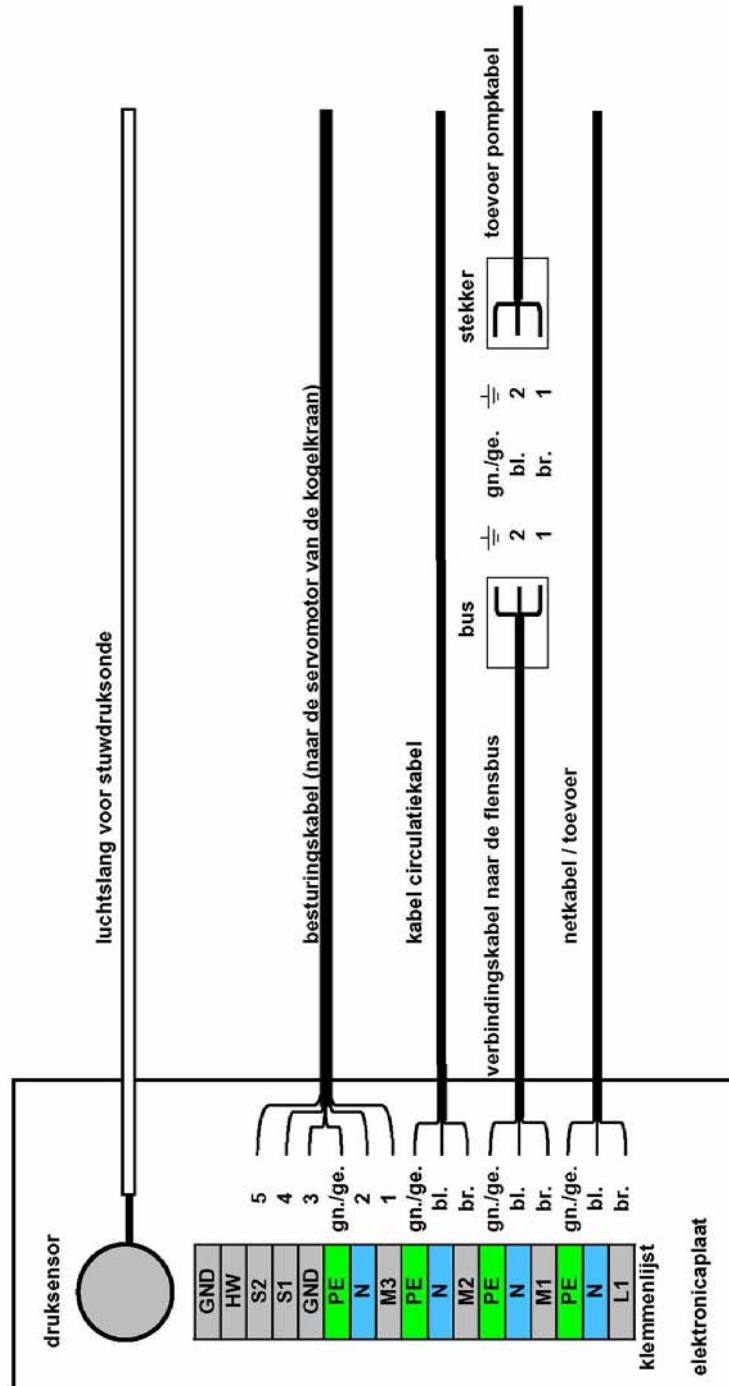 druksensor
luchtslang voor stuwdruksonde
GND
HW
S2 5
S1 4
GND 3
PE gn./ge.
N 2
M3 1
besturingskabel (naar de servomotor van de kogelkraan)
PE gn./ge.
N bl.
M2 br.
kabel circulatiekabel
PE gn./ge.
N bl.
M1 br.
verbindingskabel naar de flensbus
bus
2
1
gn./ge.
bl.
br.
2
1
stekker
toevoer pompkabel
PE gn./ge.
N bl.
L1 br.
netkabel / toevoer
klemmenlijst
elektronicaplaat